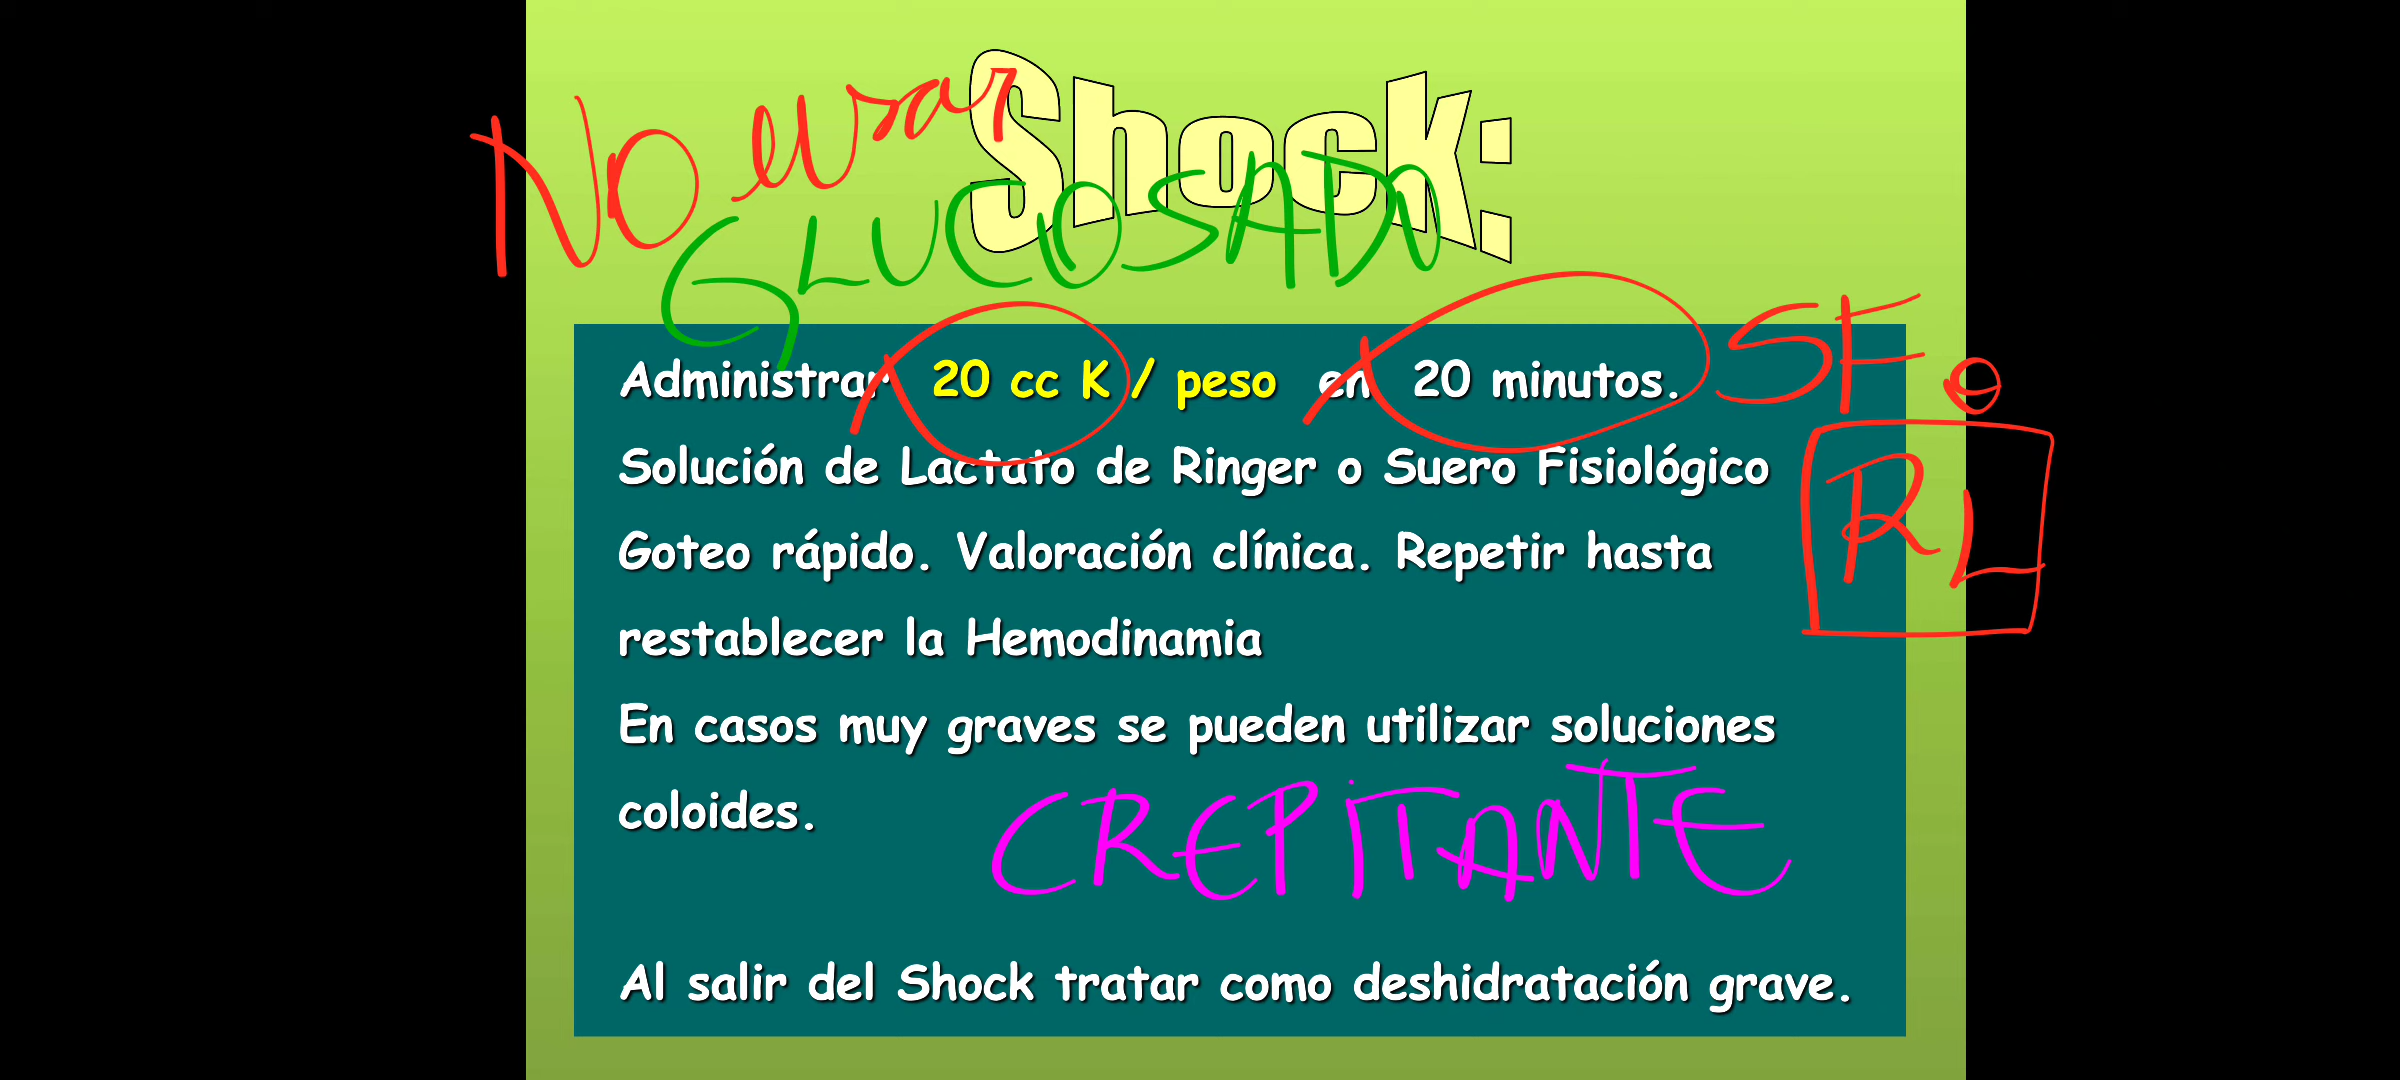 Shock:
No usar
GLUCOSADO
Administrar 20 cc K / peso en 20 minutos.
SF o
RL
Solución de Lactato de Ringer o Suero Fisiológico
Goteo rápido. Valoración clínica. Repetir hasta
restablecer la Hemodinamia
En casos muy graves se pueden utilizar soluciones
coloides.
CREPITANTE
Al salir del Shock tratar como deshidratación grave.